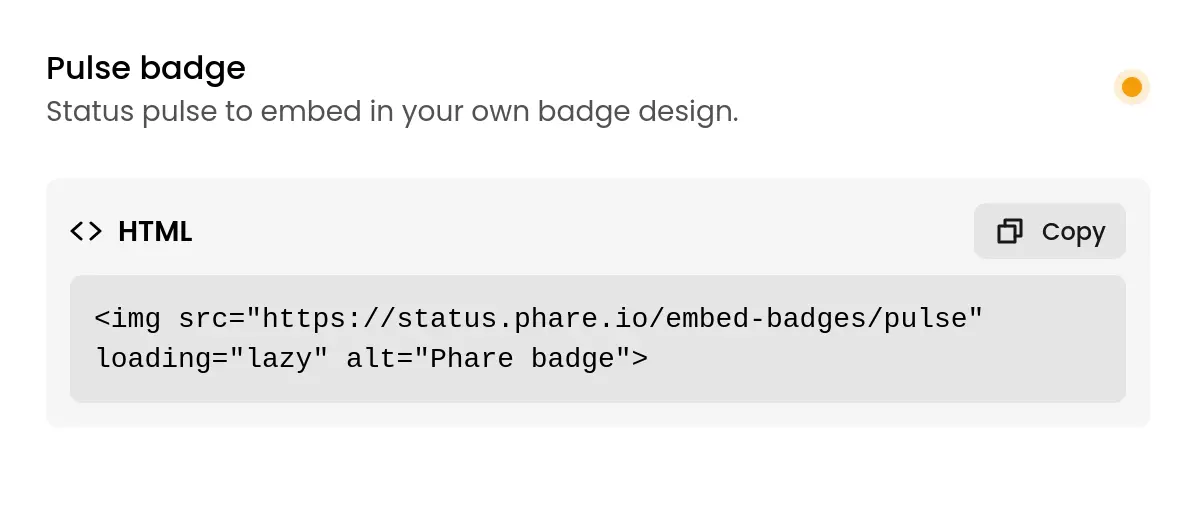 Pulse badge
Status pulse to embed in your own badge design.
<> HTML
Copy
<img src="https://status.phare.io/embed-badges/pulse"
loading="lazy" alt="Phare badge">